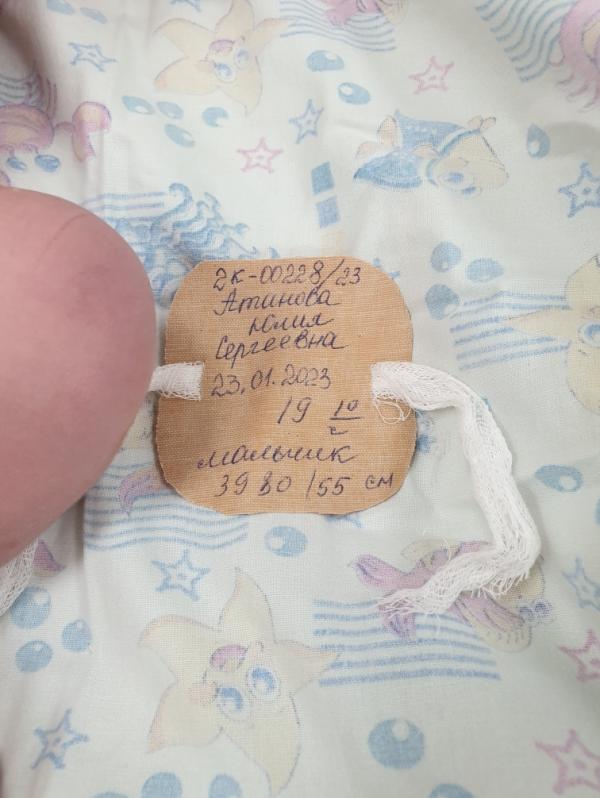 2К-00228/23
Атинова
Юлия
Сергеевна
23.01.2023
19 10/с
мальчик
3980/55 см